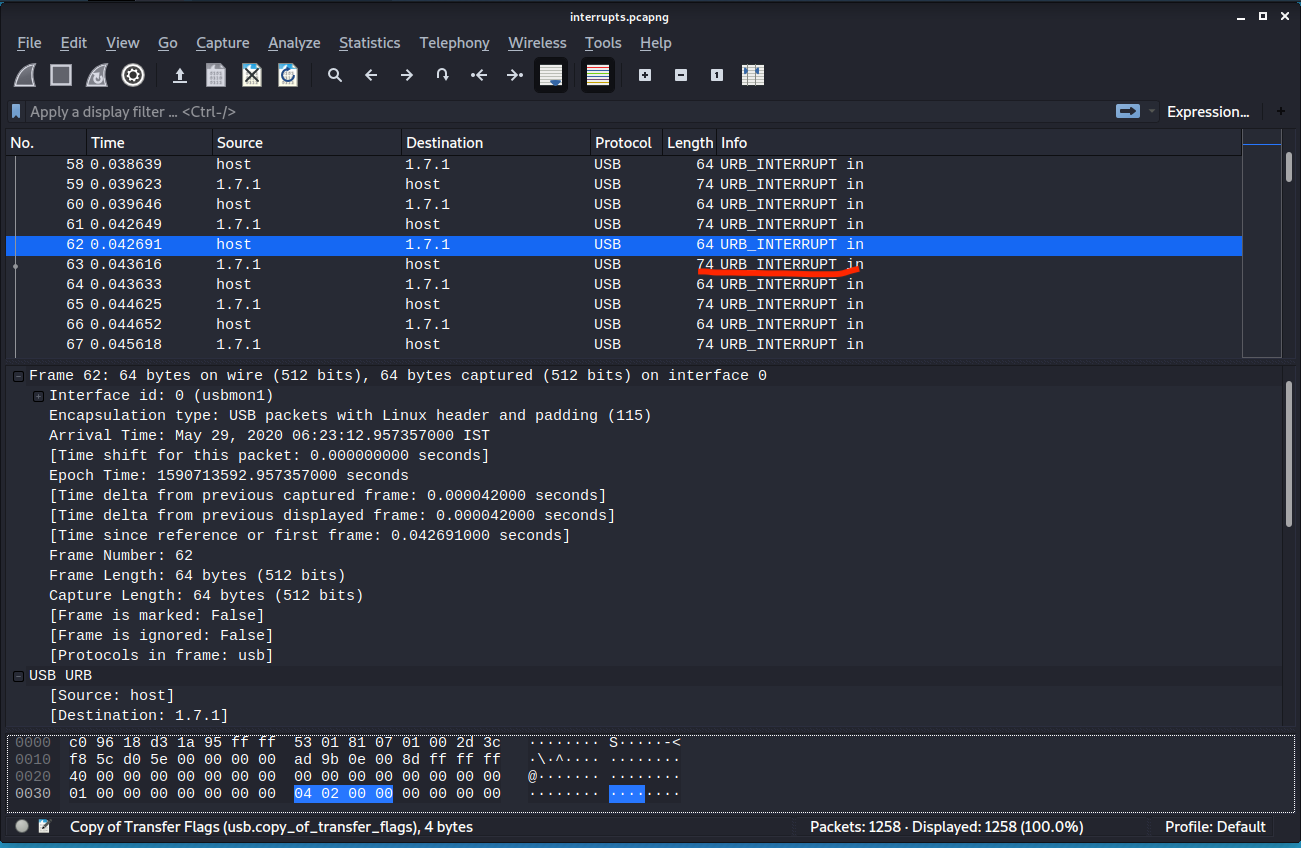 interrupts.pcapng
File Edit View Go Capture Analyze Statistics Telephony Wireless Tools Help
Apply a display filter ... <Ctrl-/> Expression... +
No. Time Source Destination Protocol Length Info
58 0.038639 host 1.7.1 USB 64 URB_INTERRUPT in
59 0.039623 1.7.1 host USB 74 URB_INTERRUPT in
60 0.039646 host 1.7.1 USB 64 URB_INTERRUPT in
61 0.042649 1.7.1 host USB 74 URB_INTERRUPT in
62 0.042691 host 1.7.1 USB 64 URB_INTERRUPT in
63 0.043616 1.7.1 host USB 74 URB_INTERRUPT in
64 0.043633 host 1.7.1 USB 64 URB_INTERRUPT in
65 0.044625 1.7.1 host USB 74 URB_INTERRUPT in
66 0.044652 host 1.7.1 USB 64 URB_INTERRUPT in
67 0.045618 1.7.1 host USB 74 URB_INTERRUPT in
Frame 62: 64 bytes on wire (512 bits), 64 bytes captured (512 bits) on interface 0
Interface id: 0 (usbmon1)
Encapsulation type: USB packets with Linux header and padding (115)
Arrival Time: May 29, 2020 06:23:12.957357000 IST
[Time shift for this packet: 0.000000000 seconds]
Epoch Time: 1590713592.957357000 seconds
[Time delta from previous captured frame: 0.000042000 seconds]
[Time delta from previous displayed frame: 0.000042000 seconds]
[Time since reference or first frame: 0.042691000 seconds]
Frame Number: 62
Frame Length: 64 bytes (512 bits)
Capture Length: 64 bytes (512 bits)
[Frame is marked: False]
[Frame is ignored: False]
[Protocols in frame: usb]
USB URB
[Source: host]
[Destination: 1.7.1]
0000 c0 96 18 d3 1a 95 ff ff 53 01 81 07 01 00 2d 3c ········ S·····-<
0010 f8 5c d0 5e 00 00 00 00 ad 9b 0e 00 8d ff ff ff ·\·^···· ········
0020 40 00 00 00 00 00 00 00 00 00 00 00 00 00 00 00 @······· ········
0030 01 00 00 00 00 00 00 00 04 02 00 00 00 00 00 00 ········ ········
Copy of Transfer Flags (usb.copy_of_transfer_flags), 4 bytes Packets: 1258 · Displayed: 1258 (100.0%) Profile: Default